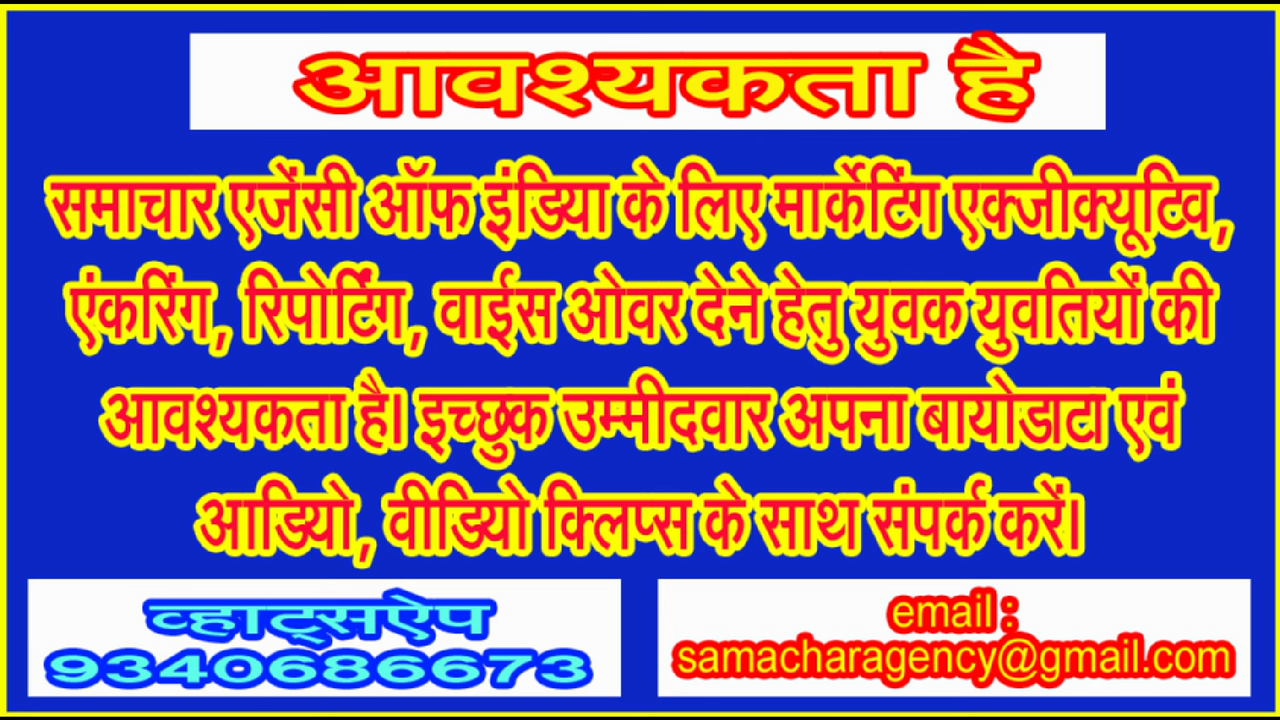 आवश्यकता है
समाचार एजेंसी ऑफ इंडिया के लिए मार्केटिंग एक्जीक्यूटिव,
एंकरिंग, रिपोर्टिंग, वाईस ओवर देने हेतु युवक युवतियों की
आवश्यकता है। इच्छुक उम्मीदवार अपना बायोडाटा एवं
आडियो, वीडियो क्लिप्स के साथ संपर्क करें।
व्हाट्सऐप
9340686673
email :
samacharagency@gmail.com